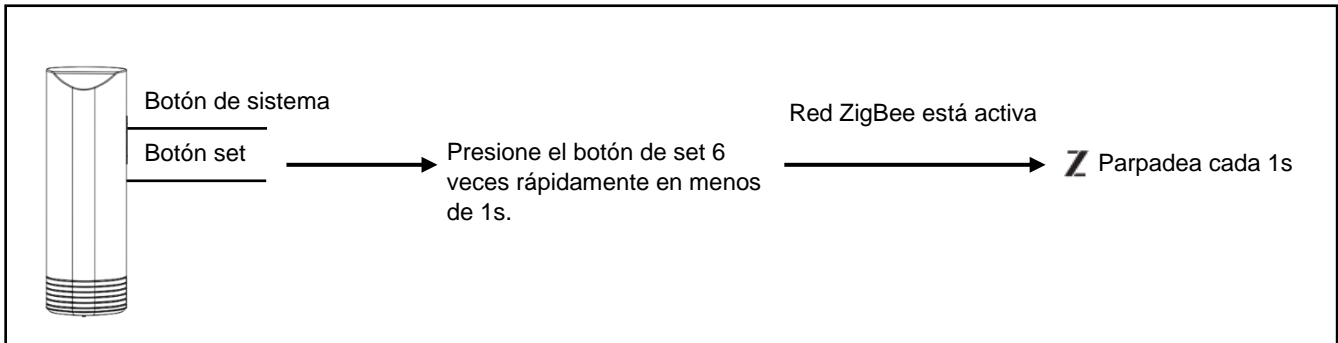 Botón de sistema
Botón set
Presione el botón de set 6
veces rápidamente en menos
de 1s.
Red ZigBee está activa
Z Parpadea cada 1s